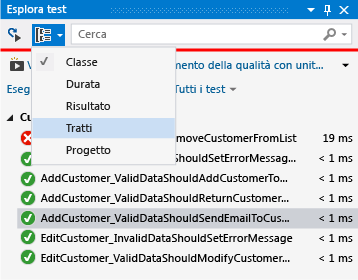 Esplora test
Cerca
Classe
Durata
Risultato
Tratti
Progetto
mento della qualità con unit...
Eseg
Tutti i test
Cu
moveCustomerFromList 19 ms
ShouldSetErrorMessag... < 1 ms
AddCustomer_ValidDataShouldAddCustomerTo... < 1 ms
AddCustomer_ValidDataShouldReturnCustomer... < 1 ms
AddCustomer_ValidDataShouldSendEmailToCus... < 1 ms
EditCustomer_InvalidDataShouldSetErrorMessage < 1 ms
EditCustomer_ValidDataShouldModifyCustomer... < 1 ms